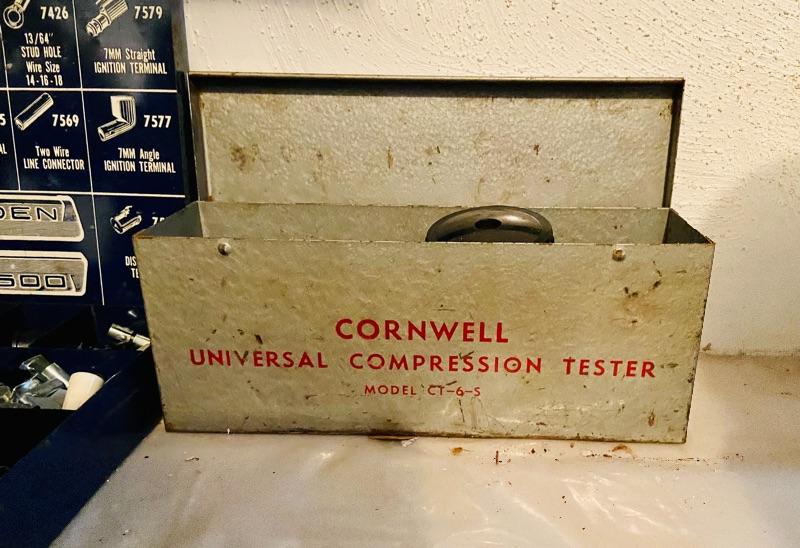 7426
7579
13/64"
STUD HOLE
Wire Size
14-16-18
7MM Straight
IGNITION TERMINAL
7569
7577
Two Wire
LINE CONNECTOR
7MM Angle
IGNITION TERMINAL
CORNWELL
UNIVERSAL COMPRESSION TESTER
MODEL CT-6-S